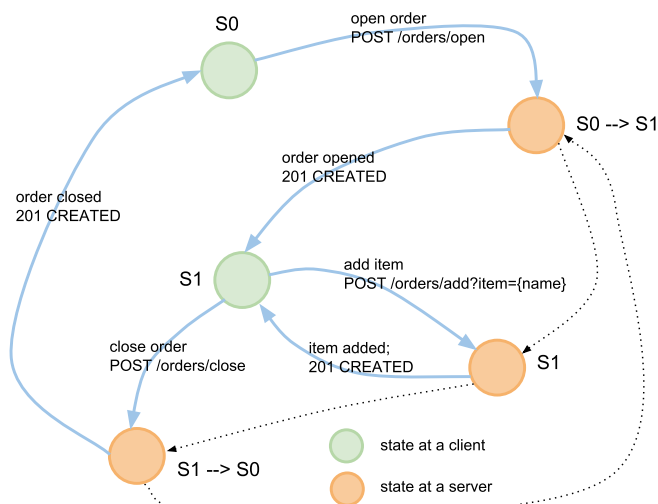 S0
open order
POST /orders/open
S0 --> S1
order opened
201 CREATED
order closed
201 CREATED
S1
add item
POST /orders/add?item={name}
close order
POST /orders/close
item added;
201 CREATED
S1
S1 --> S0
state at a client
state at a server